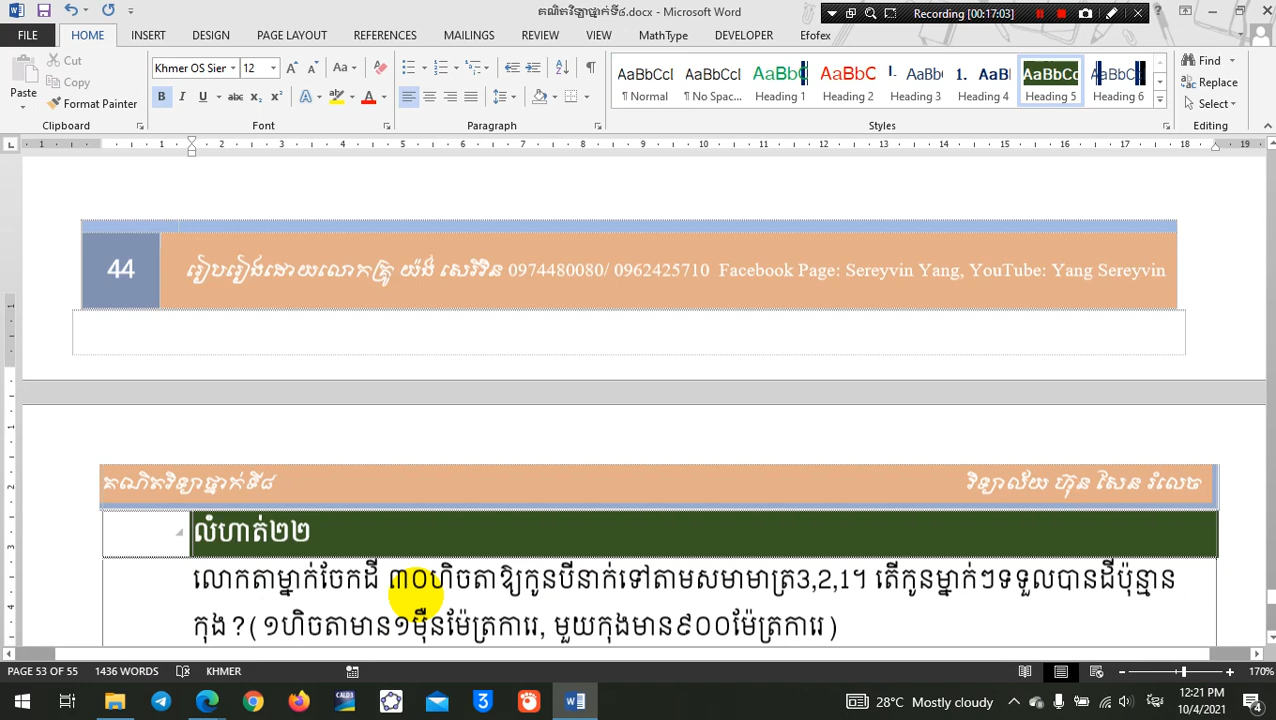 គណិតវិទ្យាថ្នាក់ទី៨.docx - Microsoft Word
Recording [00:17:03]
FILE HOME INSERT DESIGN PAGE LAYOUT REFERENCES MAILINGS REVIEW VIEW MathType DEVELOPER Efofex
Paste Cut Copy Format Painter
Clipboard
Khmer OS Sier 12
Font
Paragraph
AaBbCcI AaBbCcI AaBbC AaBbC AaBb 1. AaB AaBbCc AaBbC
¶ Normal ¶ No Spac... Heading 1 Heading 2 Heading 3 Heading 4 Heading 5 Heading 6
Styles
Find Replace Select
Editing
44
រៀបរៀងដោយលោកគ្រូ យ៉ង់ សេរីវិន 0974480080/ 0962425710 Facebook Page: Sereyvin Yang, YouTube: Yang Sereyvin
គណិតវិទ្យាថ្នាក់ទី៨ វិទ្យាល័យ ហ៊ុន សែន រំលេច
លំហាត់២២
លោកតាម្នាក់ចែកដី ៣០ហិចតាឱ្យកូនបីនាក់ទៅតាមសមាមាត្រ3,2,1។ តើកូនម្នាក់ៗទទួលបានដីប៉ុន្មាន
កុង?( ១ហិចតាមាន១ម៉ឺនម៉ែត្រការេ, មួយកុងមាន៩០០ម៉ែត្រការេ )
PAGE 53 OF 55 1436 WORDS KHMER 170%
28°C Mostly cloudy
12:21 PM
10/4/2021